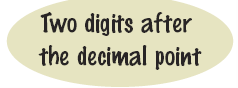 Two digits after
the decimal point